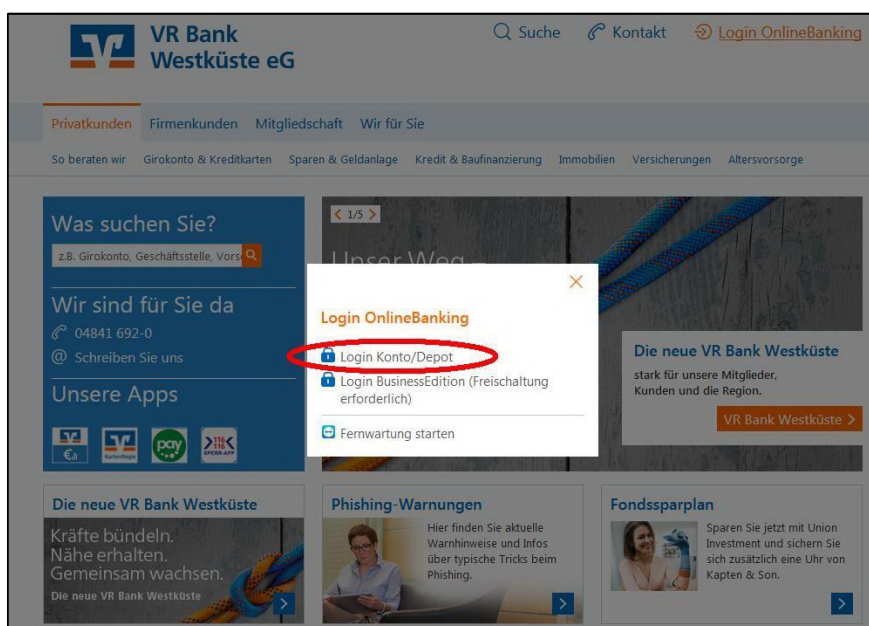 VR Bank
Westküste eG
Suche Kontakt Login OnlineBanking
Privatkunden Firmenkunden Mitgliedschaft Wir für Sie
So beraten wir Girokonto & Kreditkarten Sparen & Geldanlage Kredit & Baufinanzierung Immobilien Versicherungen Altersvorsorge
Was suchen Sie?
z.B. Girokonto, Geschäftsstelle, Vors
Wir sind für Sie da
04841 692-0
@ Schreiben Sie uns
Unsere Apps
pay
116
116
SPERR-APP
1/5
Unser Weg –
Login OnlineBanking
Login Konto/Depot
Login BusinessEdition (Freischaltung
erforderlich)
Fernwartung starten
Die neue VR Bank Westküste
stark für unsere Mitglieder,
Kunden und die Region.
VR Bank Westküste
Die neue VR Bank Westküste
Kräfte bündeln.
Nähe erhalten.
Gemeinsam wachsen.
Die neue VR Bank Westküste
Phishing-Warnungen
Hier finden Sie aktuelle
Warnhinweise und Infos
über typische Tricks beim
Phishing.
Fondssparplan
Sparen Sie jetzt mit Union
Investment und sichern Sie
sich zusätzlich eine Uhr von
Kapten & Son.